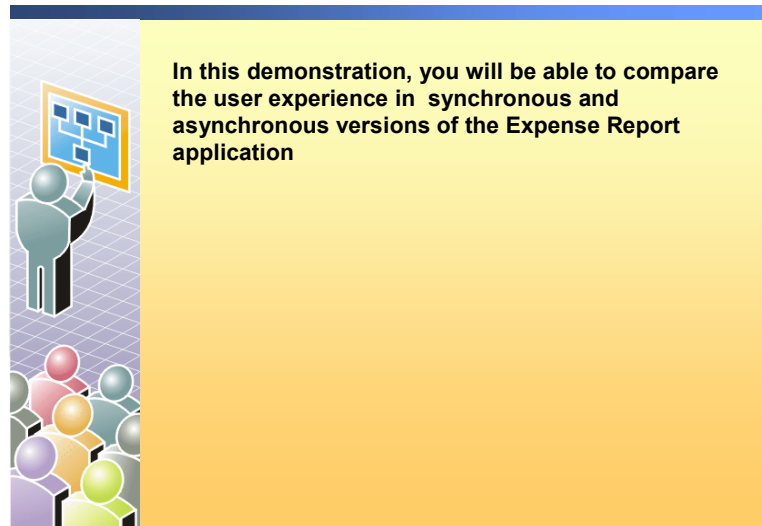 In this demonstration, you will be able to compare
the user experience in  synchronous and
asynchronous versions of the Expense Report
application